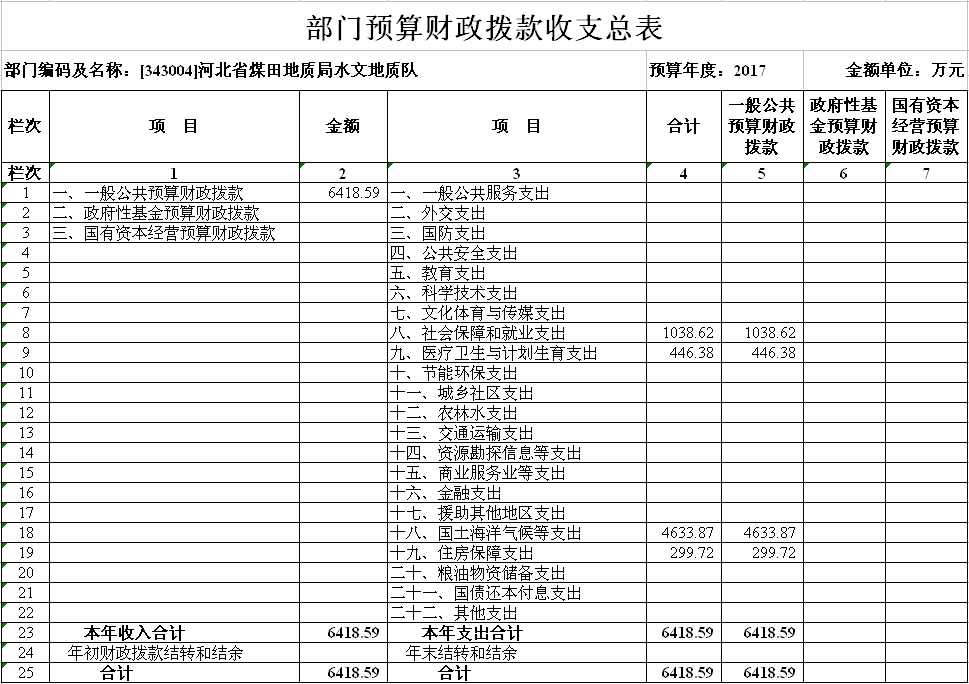 部门预算财政拨款收支总表
部门编码及名称：[343004]河北省煤田地质局水文地质队 预算年度：2017 金额单位：万元
栏次 项 目 金额 项 目 合计 一般公共预算财政拨款 政府性基金预算财政拨款 国有资本经营预算财政拨款
栏次 1 2 3 4 5 6 7
1 一、一般公共预算财政拨款 6418.59 一、一般公共服务支出
2 二、政府性基金预算财政拨款 二、外交支出
3 三、国有资本经营预算财政拨款 三、国防支出
4 四、公共安全支出
5 五、教育支出
6 六、科学技术支出
7 七、文化体育与传媒支出
8 八、社会保障和就业支出 1038.62 1038.62
9 九、医疗卫生与计划生育支出 446.38 446.38
10 十、节能环保支出
11 十一、城乡社区支出
12 十二、农林水支出
13 十三、交通运输支出
14 十四、资源勘探信息等支出
15 十五、商业服务业等支出
16 十六、金融支出
17 十七、援助其他地区支出
18 十八、国土海洋气候等支出 4633.87 4633.87
19 十九、住房保障支出 299.72 299.72
20 二十、粮油物资储备支出
21 二十一、国债还本付息支出
22 二十二、其他支出
23 本年收入合计 6418.59 本年支出合计 6418.59 6418.59
24 年初财政拨款结转和结余 年末结转和结余
25 合计 6418.59 合计 6418.59 6418.59